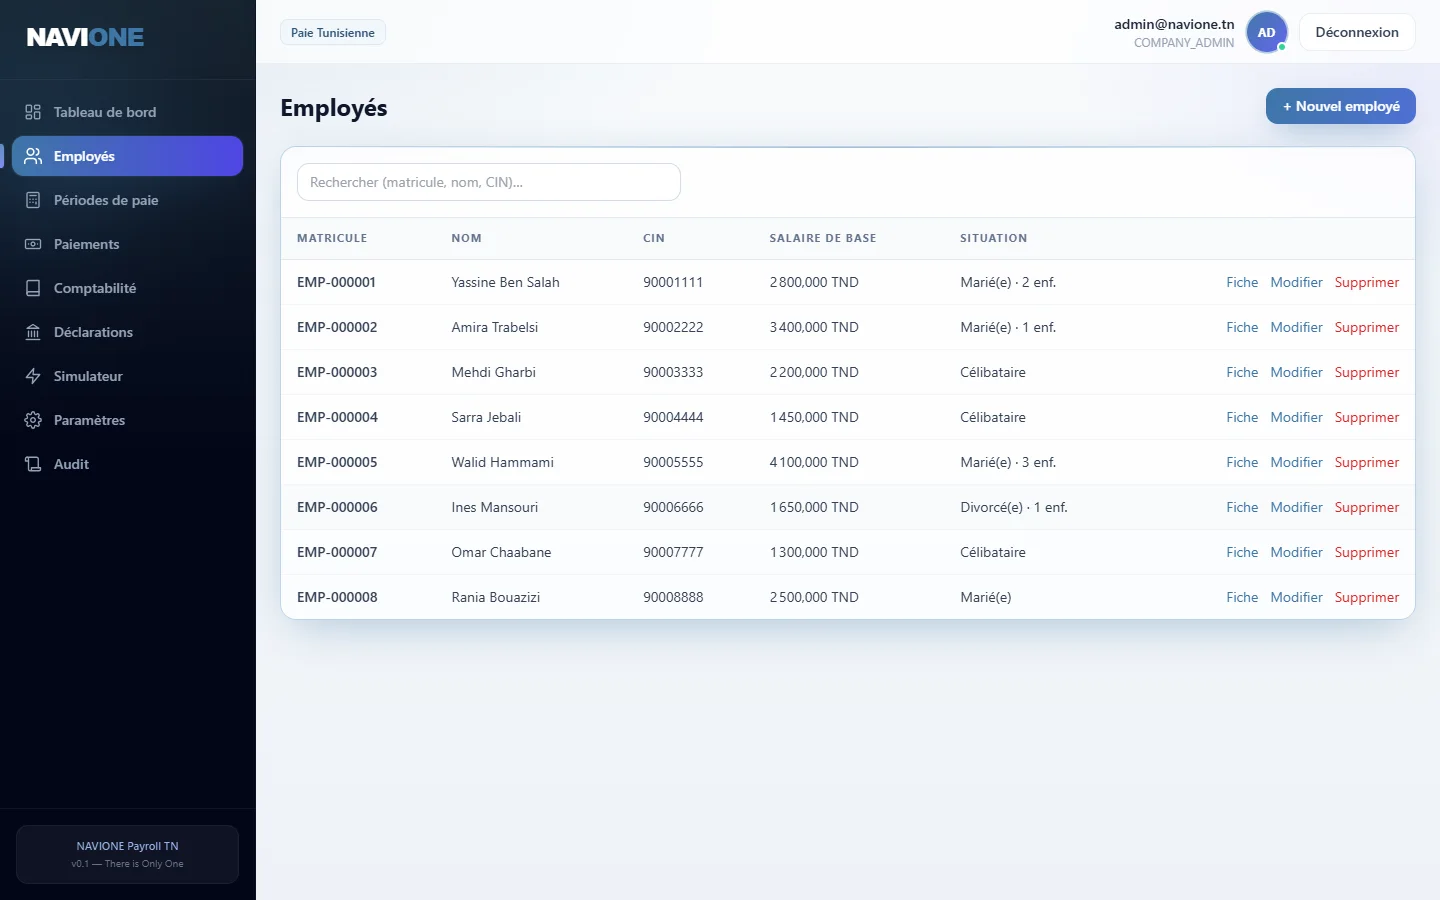 NAVIONE
Paie Tunisienne
admin@navione.tn
COMPANY_ADMIN
AD
Déconnexion
Tableau de bord
Employés
Périodes de paie
Paiements
Comptabilité
Déclarations
Simulateur
Paramètres
Audit
NAVIONE Payroll TN
v0.1 — There is Only One
Employés
+ Nouvel employé
Rechercher (matricule, nom, CIN)...
MATRICULE NOM CIN SALAIRE DE BASE SITUATION
EMP-000001 Yassine Ben Salah 90001111 2 800,000 TND Marié(e) · 2 enf. Fiche Modifier Supprimer
EMP-000002 Amira Trabelsi 90002222 3 400,000 TND Marié(e) · 1 enf. Fiche Modifier Supprimer
EMP-000003 Mehdi Gharbi 90003333 2 200,000 TND Célibataire Fiche Modifier Supprimer
EMP-000004 Sarra Jebali 90004444 1 450,000 TND Célibataire Fiche Modifier Supprimer
EMP-000005 Walid Hammami 90005555 4 100,000 TND Marié(e) · 3 enf. Fiche Modifier Supprimer
EMP-000006 Ines Mansouri 90006666 1 650,000 TND Divorcé(e) · 1 enf. Fiche Modifier Supprimer
EMP-000007 Omar Chaabane 90007777 1 300,000 TND Célibataire Fiche Modifier Supprimer
EMP-000008 Rania Bouazizi 90008888 2 500,000 TND Marié(e) Fiche Modifier Supprimer